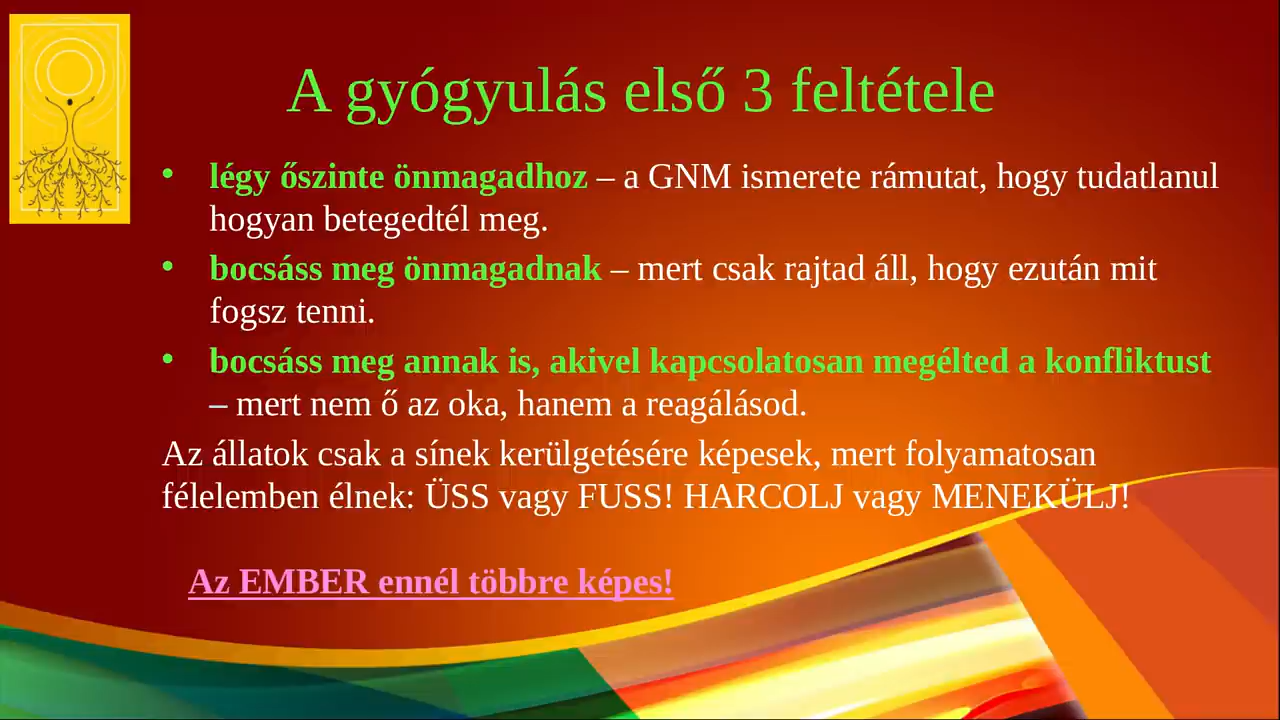 A gyógyulás első 3 feltétele
• légy őszinte önmagadhoz – a GNM ismerete rámutat, hogy tudatlanul
hogyan betegedtél meg.
• bocsáss meg önmagadnak – mert csak rajtad áll, hogy ezután mit
fogsz tenni.
• bocsáss meg annak is, akivel kapcsolatosan megélted a konfliktust
– mert nem ő az oka, hanem a reagálásod.
Az állatok csak a sínek kerülgetésére képesek, mert folyamatosan
félelemben élnek: ÜSS vagy FUSS! HARCOLJ vagy MENEKÜLJ!
Az EMBER ennél többre képes!